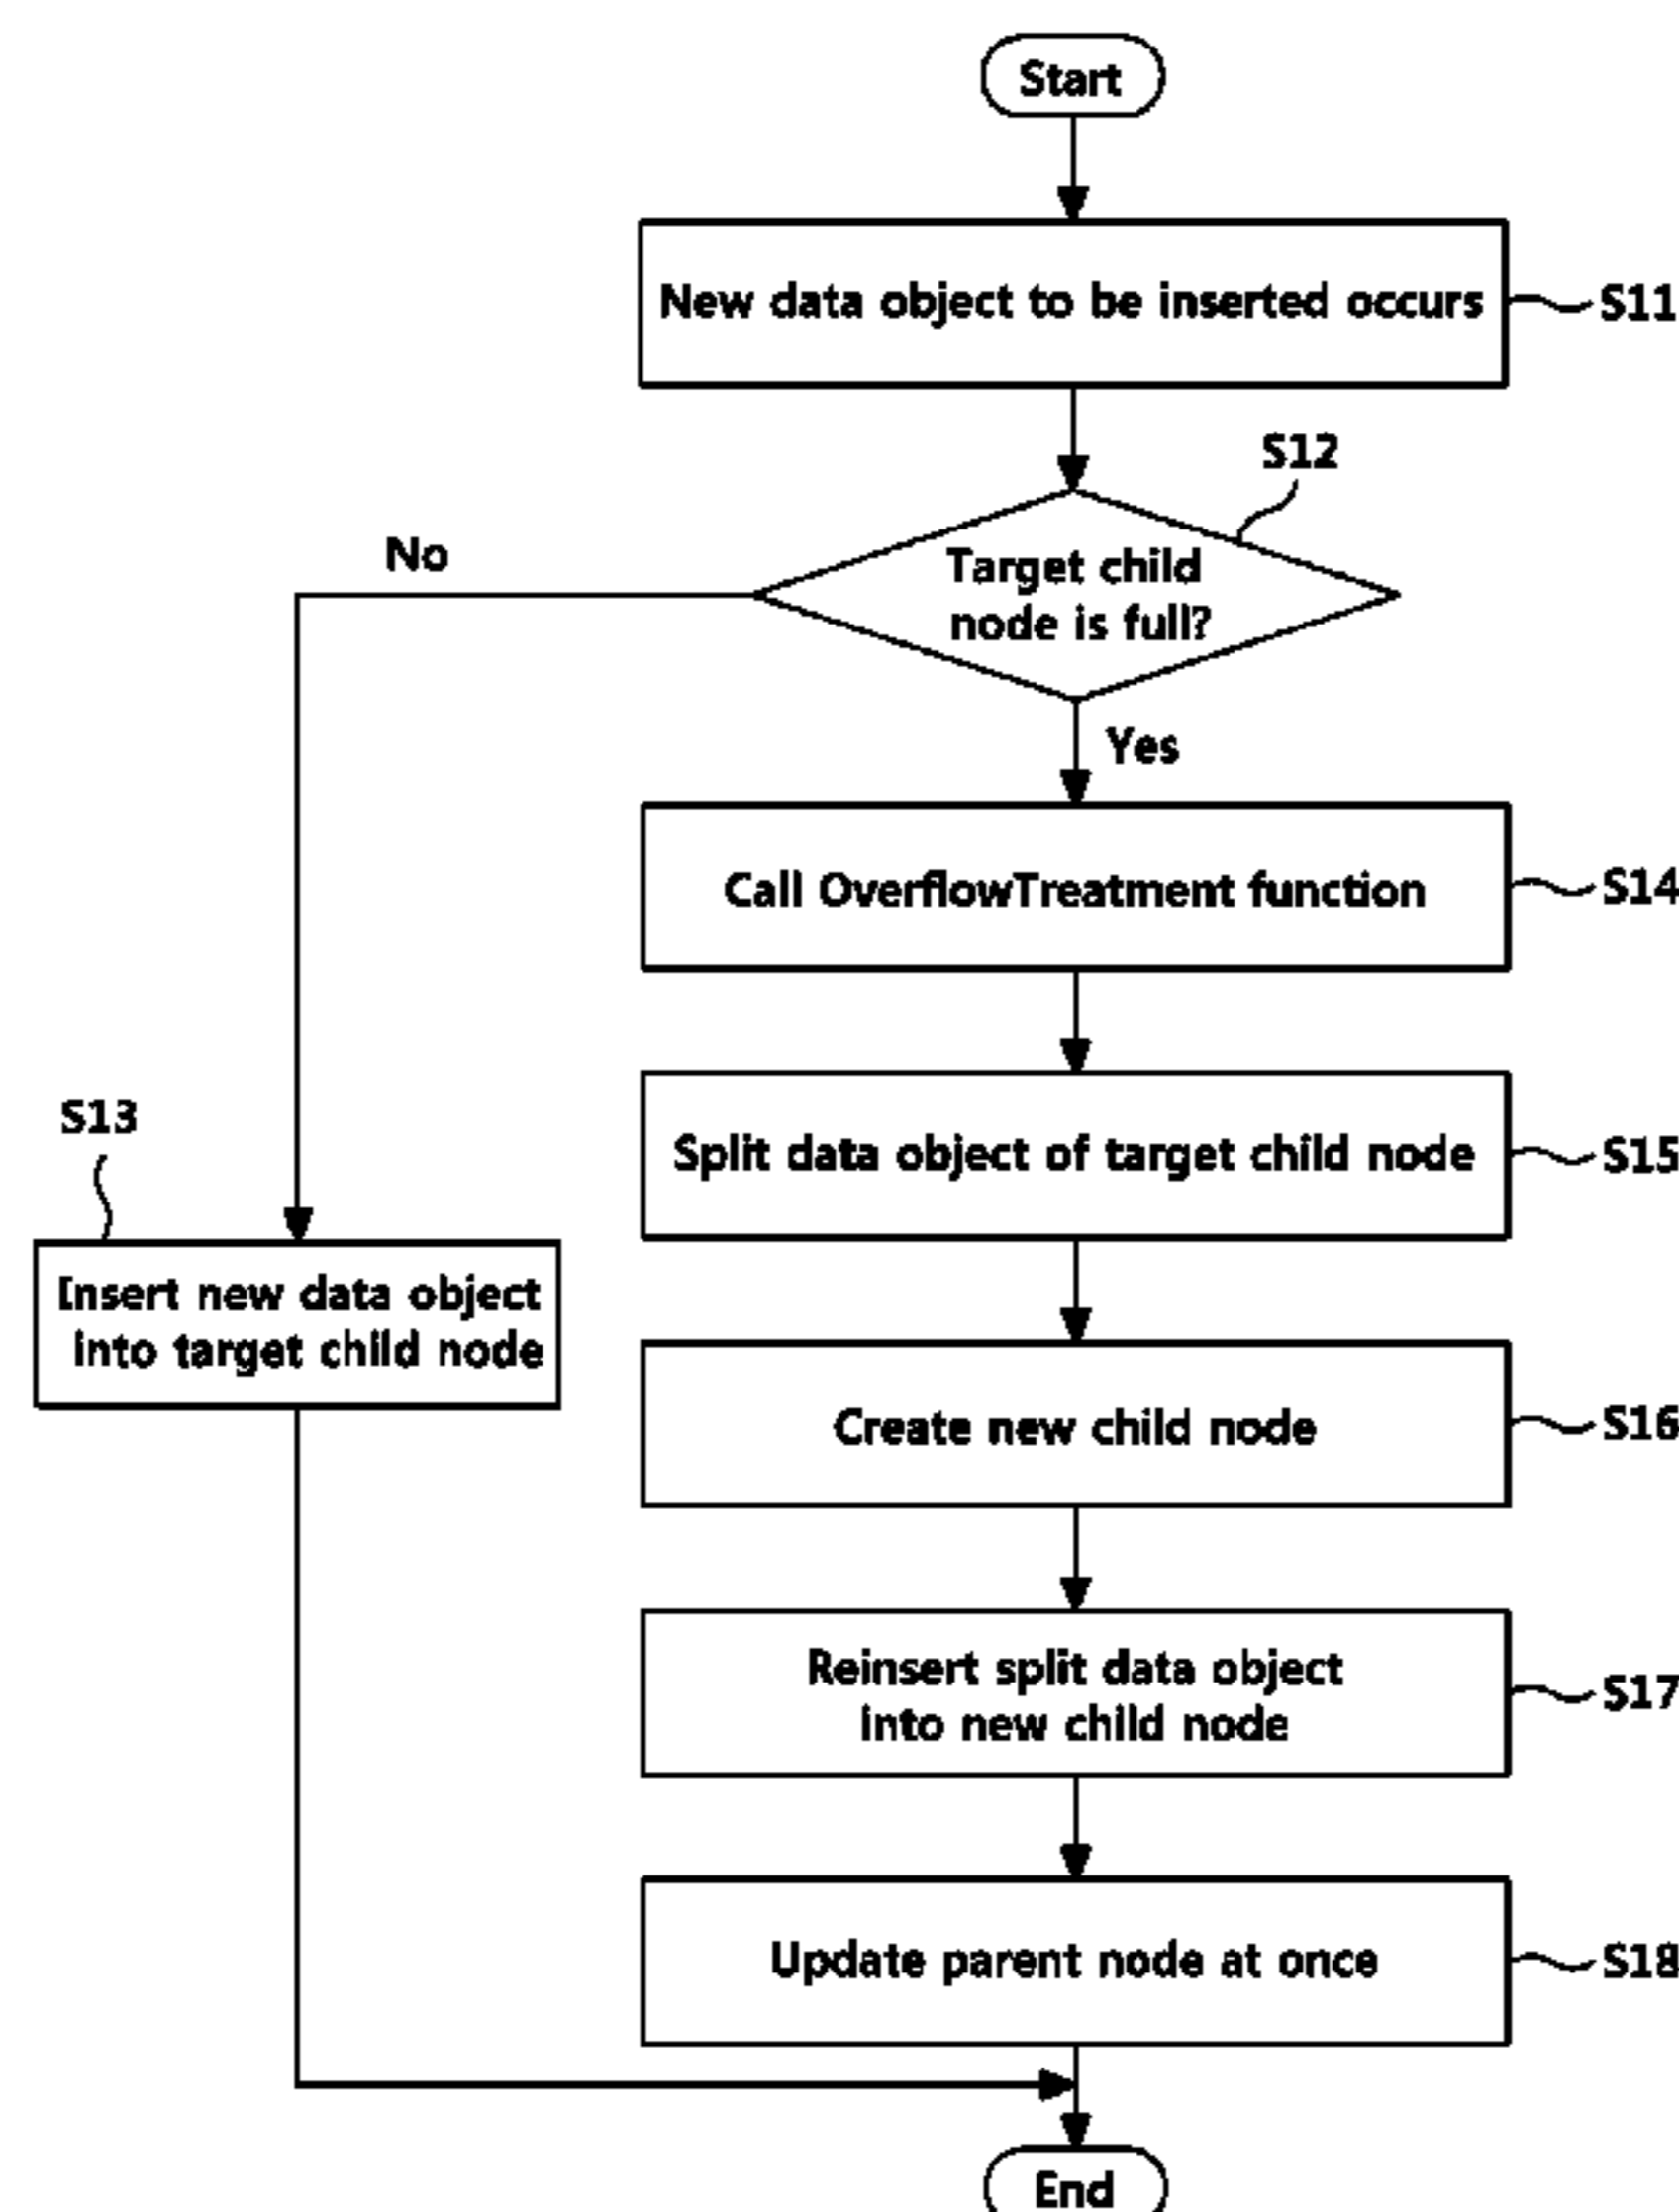 Start
New data object to be inserted occurs
S11
S12
Target child
node is full?
No
Yes
Call OverflowTreatment function
S14
Split data object of target child node
S15
S13
Insert new data object
into target child node
Create new child node
S16
Reinsert split data object
into new child node
S17
Update parent node at once
S18
End